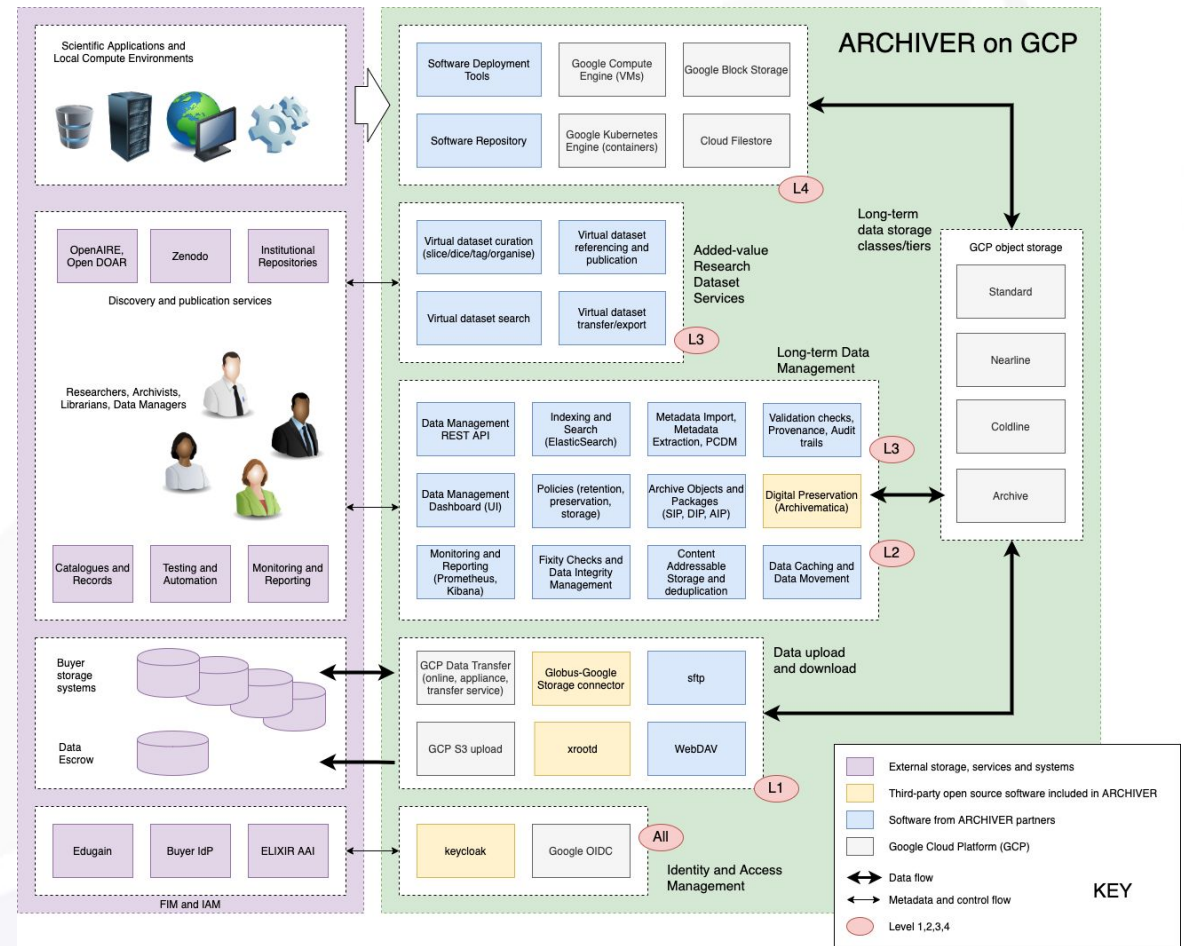 ARCHIVER on GCP
Scientific Applications and
Local Compute Environments
Software Deployment
Tools
Google Compute
Engine (VMs)
Google Block Storage
Software Repository
Google Kubernetes
Engine (containers)
Cloud Filestore
L4
OpenAIRE,
Open DOAR
Zenodo
Institutional
Repositories
Discovery and publication services
Researchers, Archivists,
Librarians, Data Managers
Catalogues and
Records
Testing and
Automation
Monitoring and
Reporting
Virtual dataset curation
(slice/dice/tag/organise)
Virtual dataset
referencing and
publication
Virtual dataset search
Virtual dataset
transfer/export
L3
Added-value
Research
Dataset
Services
Long-term
data storage
classes/tiers
GCP object storage
Standard
Nearline
Coldline
Archive
Long-term Data
Management
Data Management
REST API
Indexing and
Search
(ElasticSearch)
Metadata Import,
Metadata
Extraction, PCDM
Validation checks,
Provenance, Audit
trails
L3
Data Management
Dashboard (UI)
Policies (retention,
preservation,
storage)
Archive Objects and
Packages
(SIP, DIP, AIP)
Digital Preservation
(Archivematica)
L2
Monitoring and
Reporting
(Prometheus,
Kibana)
Fixity Checks and
Data Integrity
Management
Content
Addressable
Storage and
deduplication
Data Caching and
Data Movement
Buyer
storage
systems
Data
Escrow
GCP Data Transfer
(online, appliance,
transfer service)
Globus-Google
Storage connector
sftp
GCP S3 upload
xrootd
WebDAV
L1
Data upload
and download
Edugain
Buyer IdP
ELIXIR AAI
FIM and IAM
keycloak
Google OIDC
All
Identity and Access
Management
External storage, services and systems
Third-party open source software included in ARCHIVER
Software from ARCHIVER partners
Google Cloud Platform (GCP)
Data flow
Metadata and control flow
Level 1,2,3,4
KEY